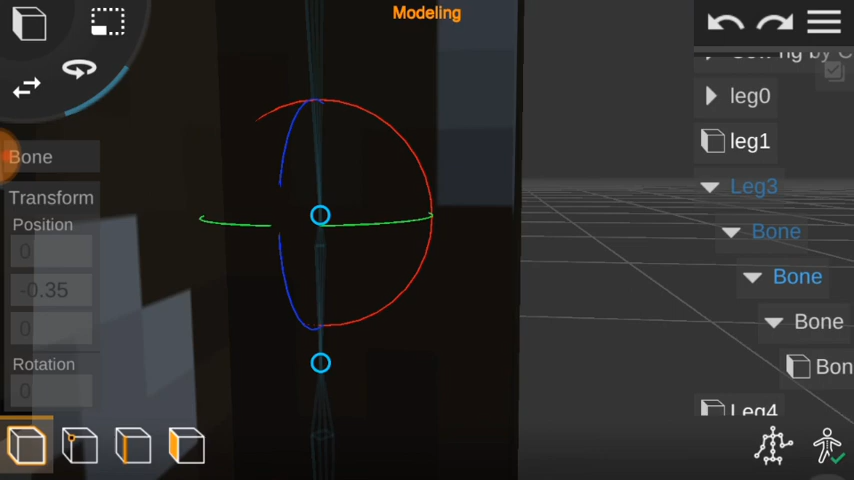 Modeling
leg0
leg1
Leg3
Bone
Bone
Bone
Bon
Leg4
Bone
Transform
Position
0
-0.35
0
Rotation
0